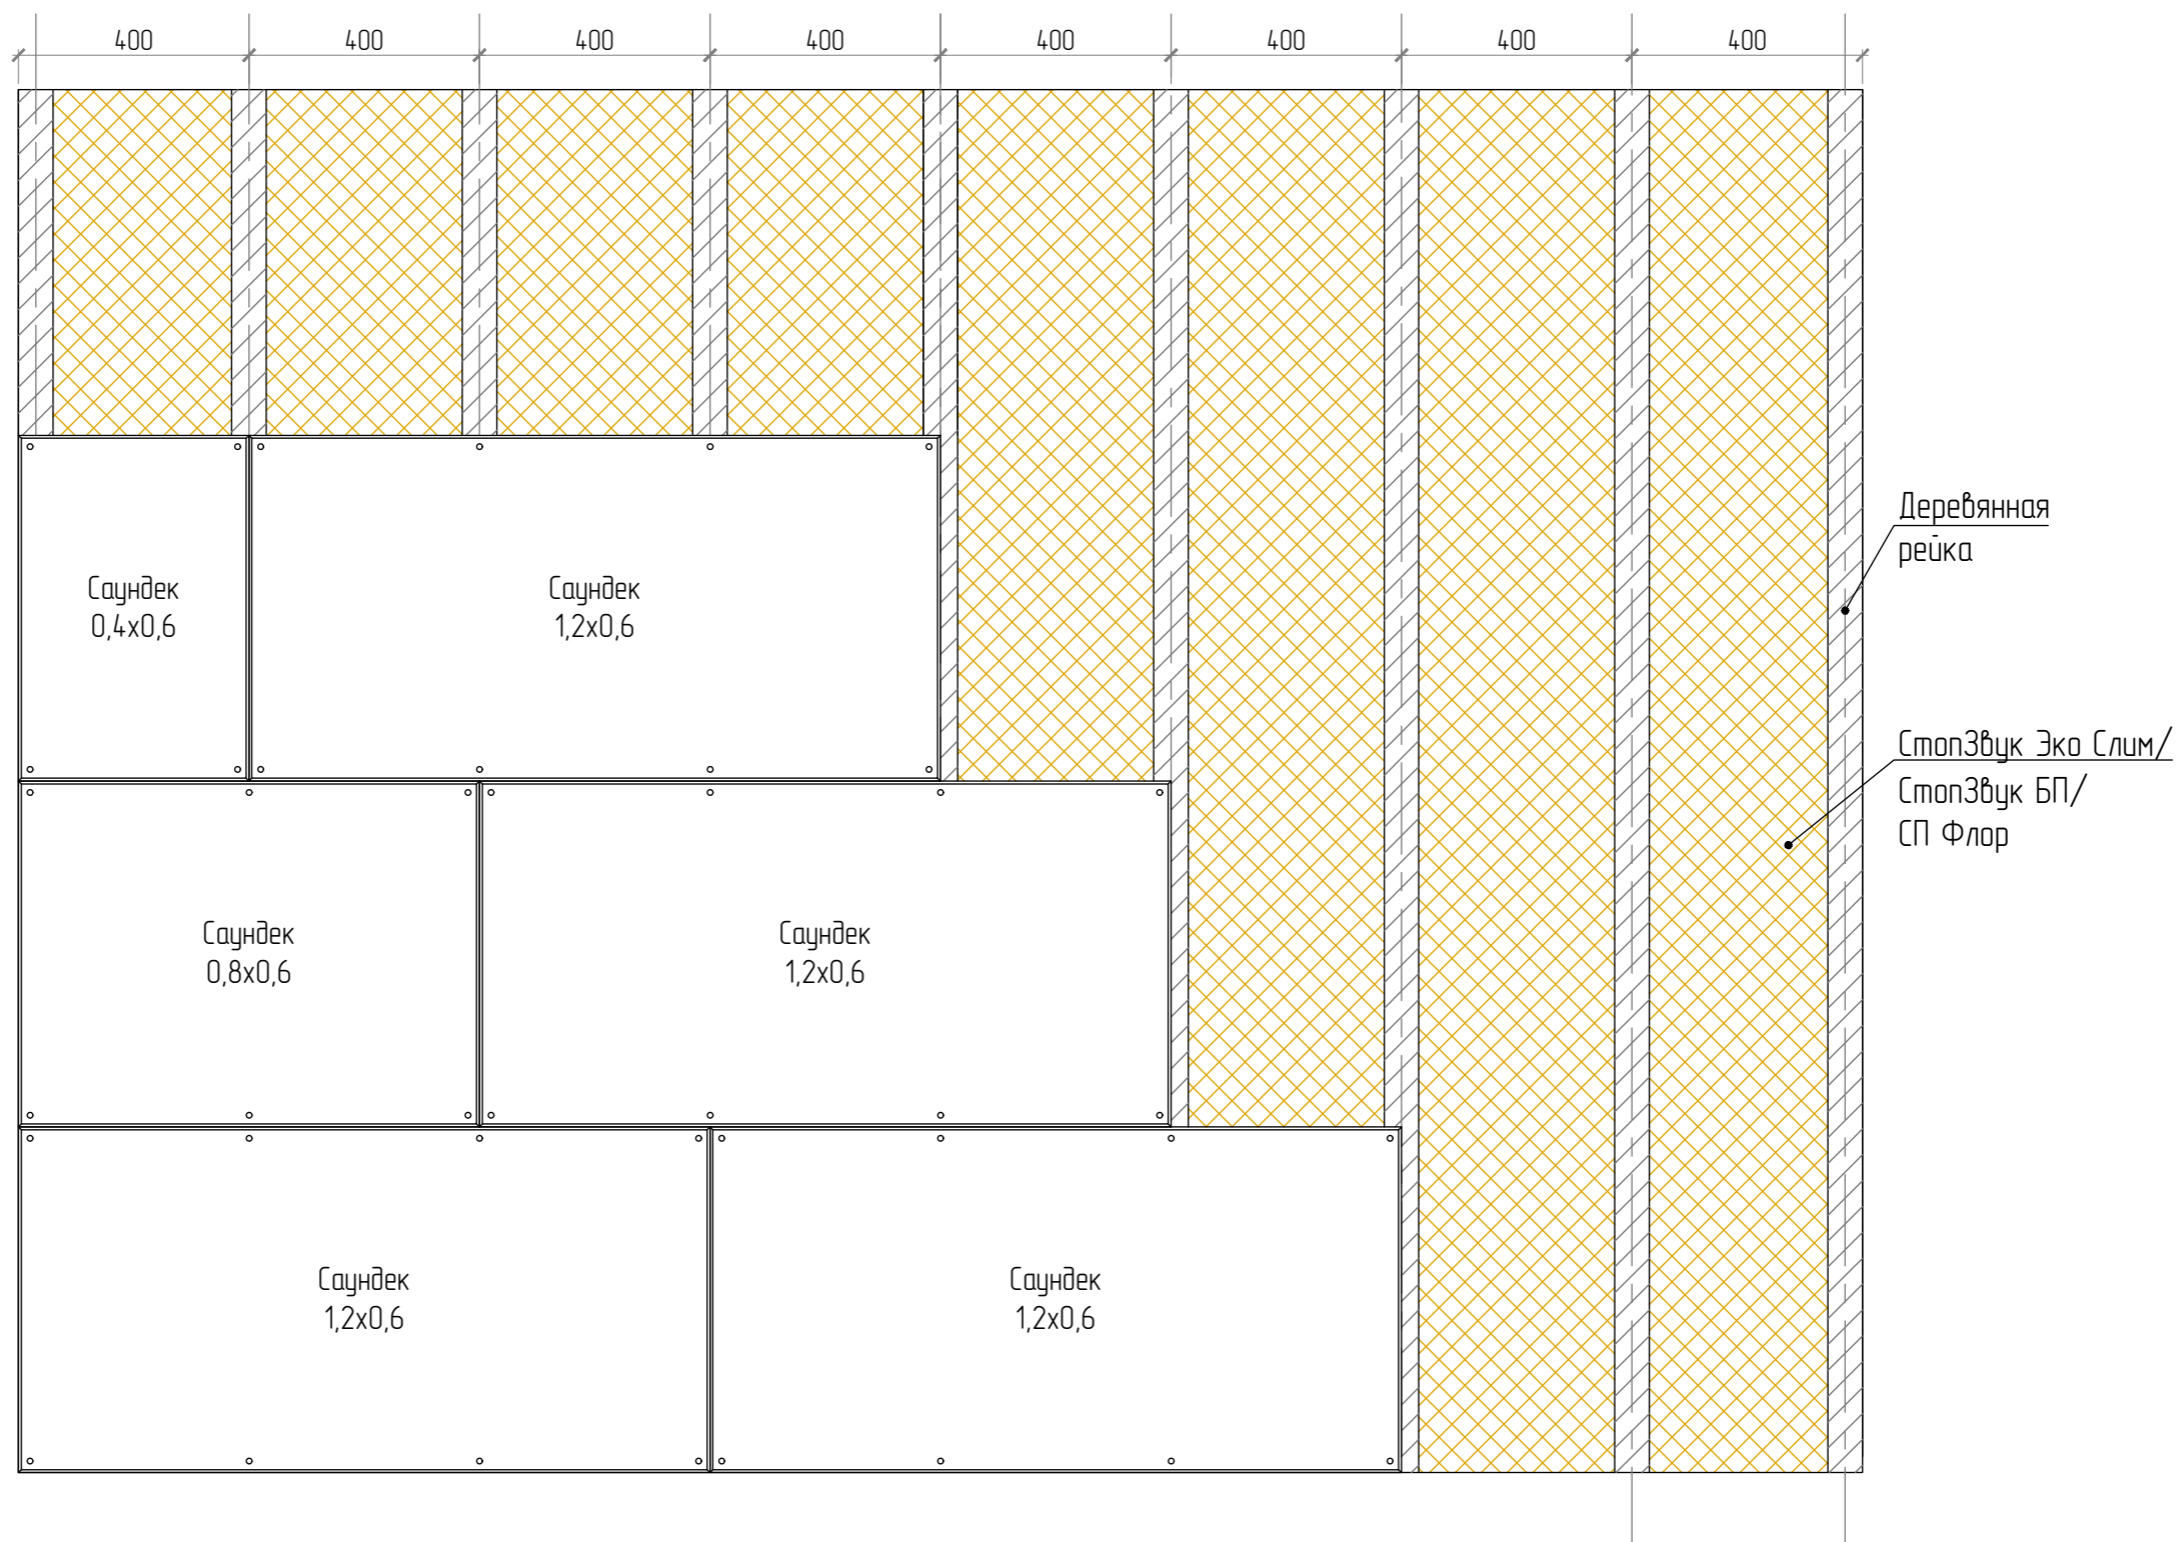 400 400 400 400 400 400 400 400
Деревянная
рейка
Саундек
0,4х0,6
Саундек
1,2х0,6
СтопЗвук Эко Слим/
СтопЗвук БП/
СП Флор
Саундек
0,8х0,6
Саундек
1,2х0,6
Саундек
1,2х0,6
Саундек
1,2х0,6